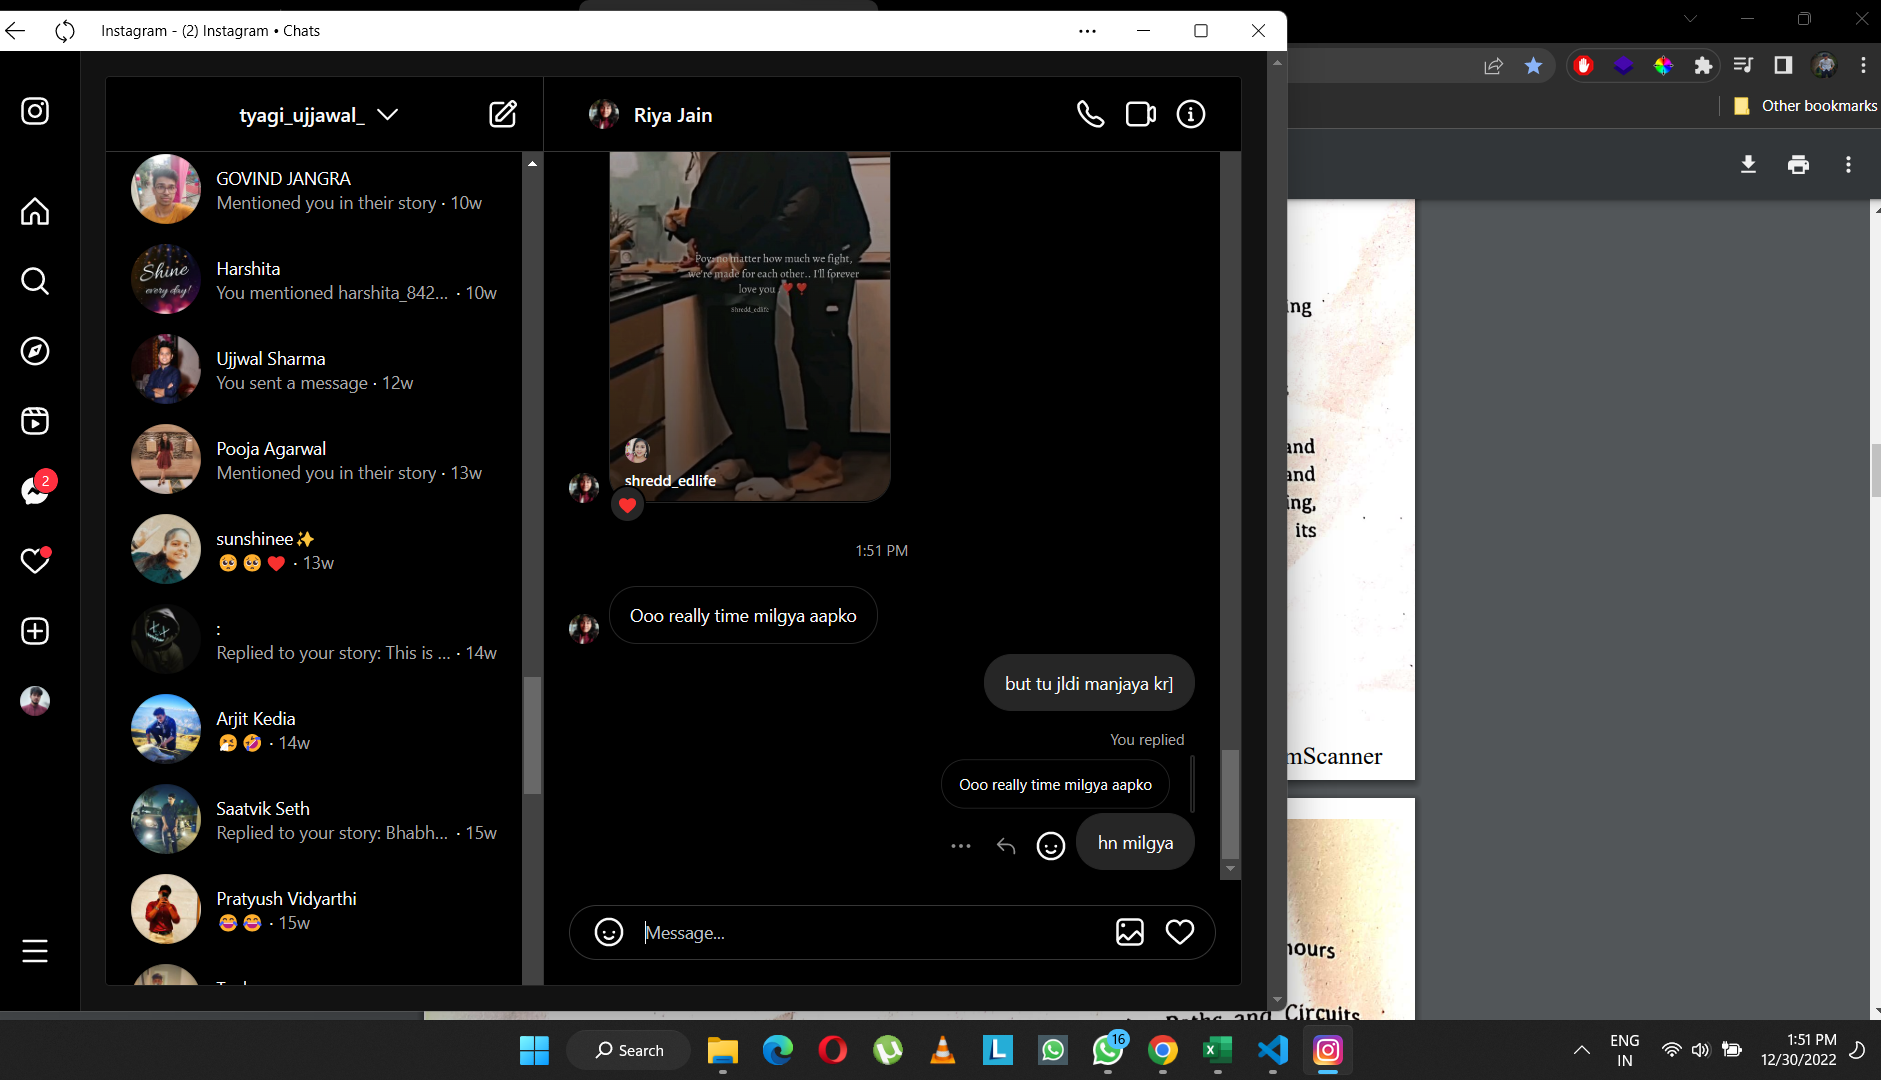 Instagram - (2) Instagram • Chats
Other bookmarks
tyagi_ujjawal_
Riya Jain
GOVIND JANGRA
Mentioned you in their story · 10w
Shine
every day!
Harshita
You mentioned harshita_842... · 10w
Ujjwal Sharma
You sent a message · 12w
Pooja Agarwal
Mentioned you in their story · 13w
2
sunshinee✨
🥺 🥺 ❤️ · 13w
:
Replied to your story: This is ... · 14w
Arjit Kedia
🤧 🤣 · 14w
Saatvik Seth
Replied to your story: Bhabh... · 15w
Pratyush Vidyarthi
😂 😂 · 15w
Pov: no matter how much we fight,
we're made for each other.. I'll forever
love you ❤️❤️
Shredd_edlife
shredd_edlife
❤️
1:51 PM
Ooo really time milgya aapko
but tu jldi manjaya kr]
You replied
Ooo really time milgya aapko
hn milgya
Message...
ing
and
and
ing,
its
mScanner
hours
Paths and Circuits
Search
16
ENG
IN
1:51 PM
12/30/2022